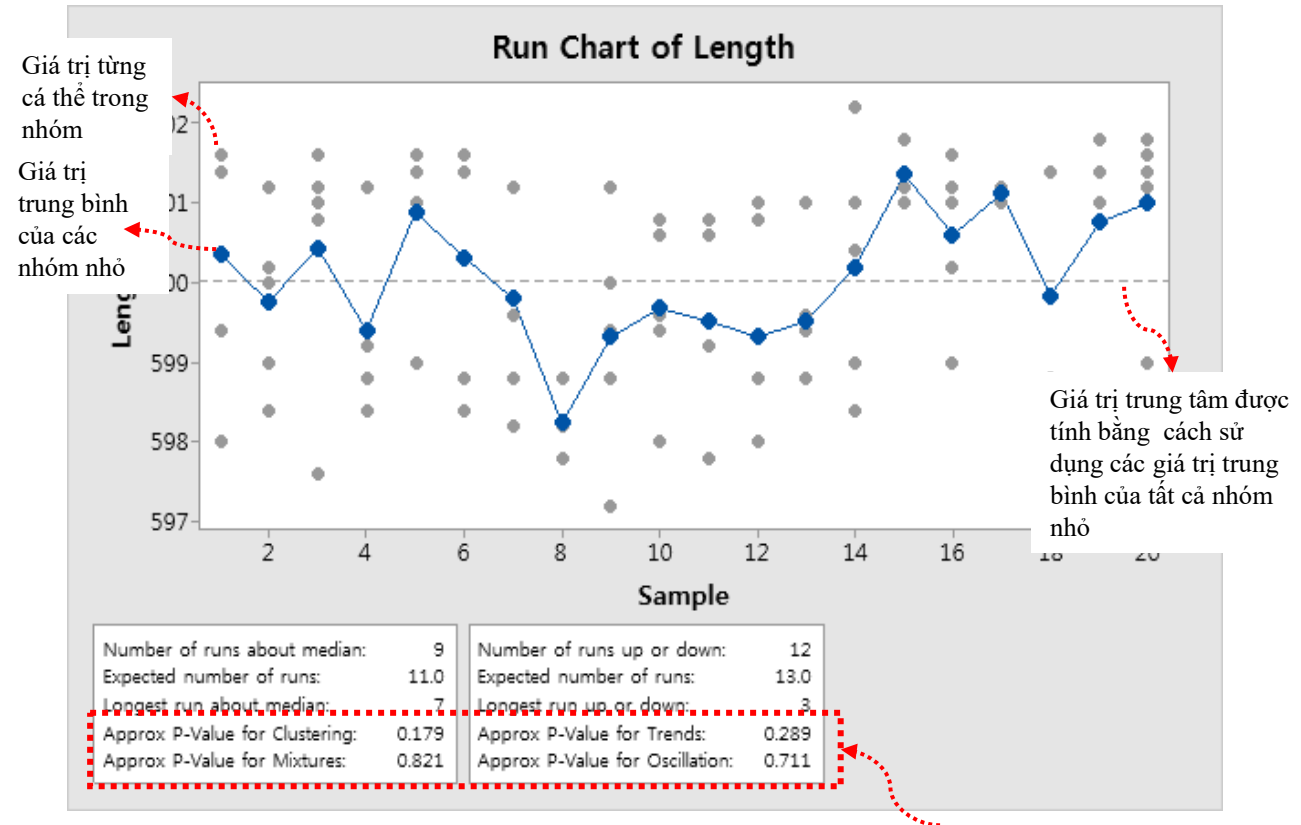 Run Chart of Length
Giá trị từng
cá thể trong
nhóm
Giá trị
trung bình
của các
nhóm nhỏ
02
01
00
599
598
597
Leng
2 4 6 8 10 12 14 16 18 20
Sample
Giá trị trung tâm được
tính bằng cách sử
dụng các giá trị trung
bình của tất cả nhóm
nhỏ
Number of runs about median: 9
Expected number of runs: 11.0
Longest run about median: 7
Approx P-Value for Clustering: 0.179
Approx P-Value for Mixtures: 0.821
Number of runs up or down: 12
Expected number of runs: 13.0
Longest run up or down: 3
Approx P-Value for Trends: 0.289
Approx P-Value for Oscillation: 0.711